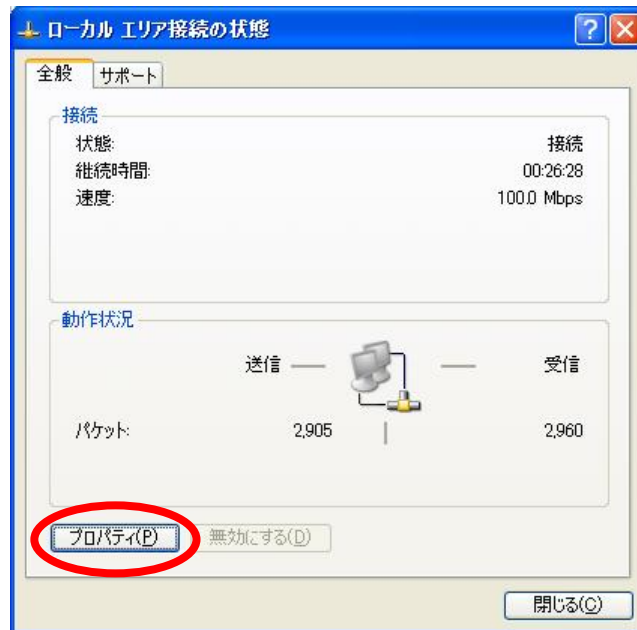 ローカル エリア接続の状態
全般 サポート
接続
状態: 接続
継続時間: 00:26:28
速度: 100.0 Mbps
動作状況
送信 受信
パケット: 2,905 2,960
プロパティ(P) 無効にする(D)
閉じる(C)